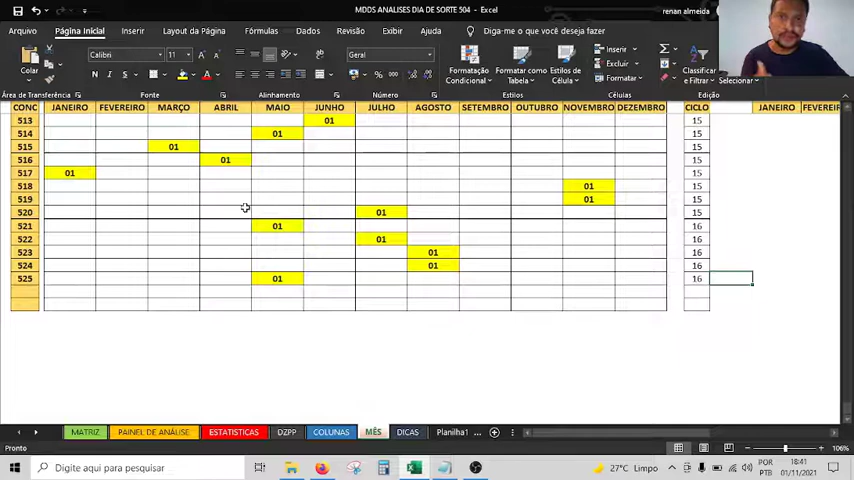 MDDS ANALISES DIA DE SORTE 504 — Excel
renan almeida
Arquivo
Página Inicial
Inserir
Layout da Página
Fórmulas
Dados
Revisão
Exibir
Ajuda
Diga-me o que você deseja fazer
Colar
Calibri
11
Geral
N
I
S
Formatação Condicional
Formatar como Tabela
Estilos de Célula
Inserir
Excluir
Formatar
Classificar e Filtrar
Selecionar
Área de Transferência
Fonte
Alinhamento
Número
Estilos
Células
Edição
CONC JANEIRO FEVEREIRO MARÇO ABRIL MAIO JUNHO JULHO AGOSTO SETEMBRO OUTUBRO NOVEMBRO DEZEMBRO CICLO JANEIRO FEVEREIR
513 01 15
514 01 15
515 01 15
516 01 15
517 01 15
518 01 15
519 01 15
520 01 15
521 01 16
522 01 16
523 01 16
524 01 16
525 01 16
MATRIZ
PAINEL DE ANÁLISE
ESTATISTICAS
DZPP
COLUNAS
MÊS
DICAS
Planilha1 ...
Pronto
106%
Digite aqui para pesquisar
27°C Limpo
POR
PTB
18:41
01/11/2021